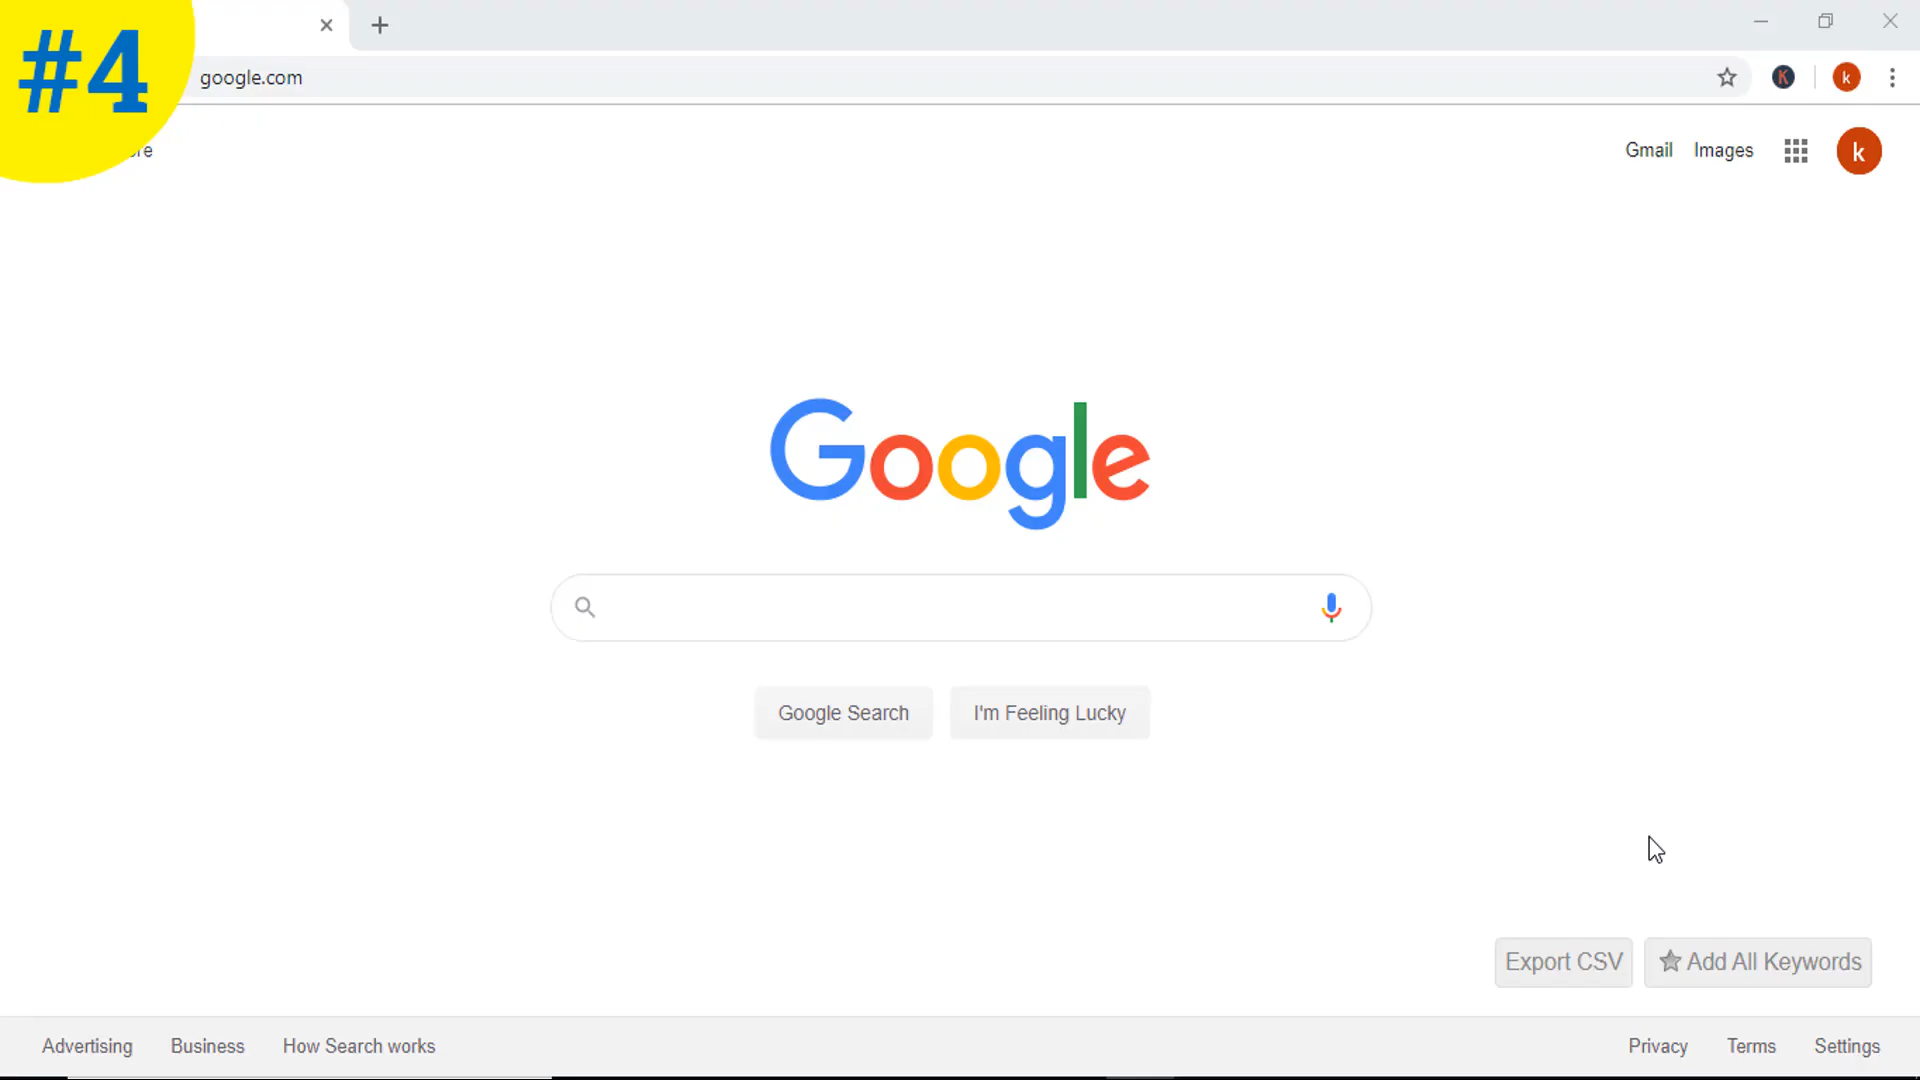 #4
google.com
K
k
Gmail
Images
k
Google
Google Search
I'm Feeling Lucky
Export CSV
Add All Keywords
Advertising
Business
How Search works
Privacy
Terms
Settings